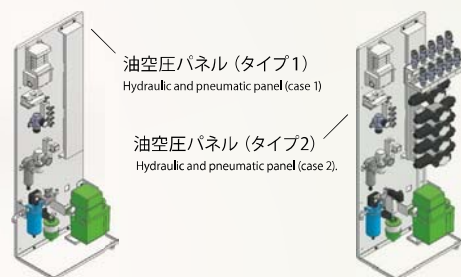 油空圧パネル（タイプ1）
Hydraulic and pneumatic panel (case 1)
油空圧パネル（タイプ2）
Hydraulic and pneumatic panel (case 2).